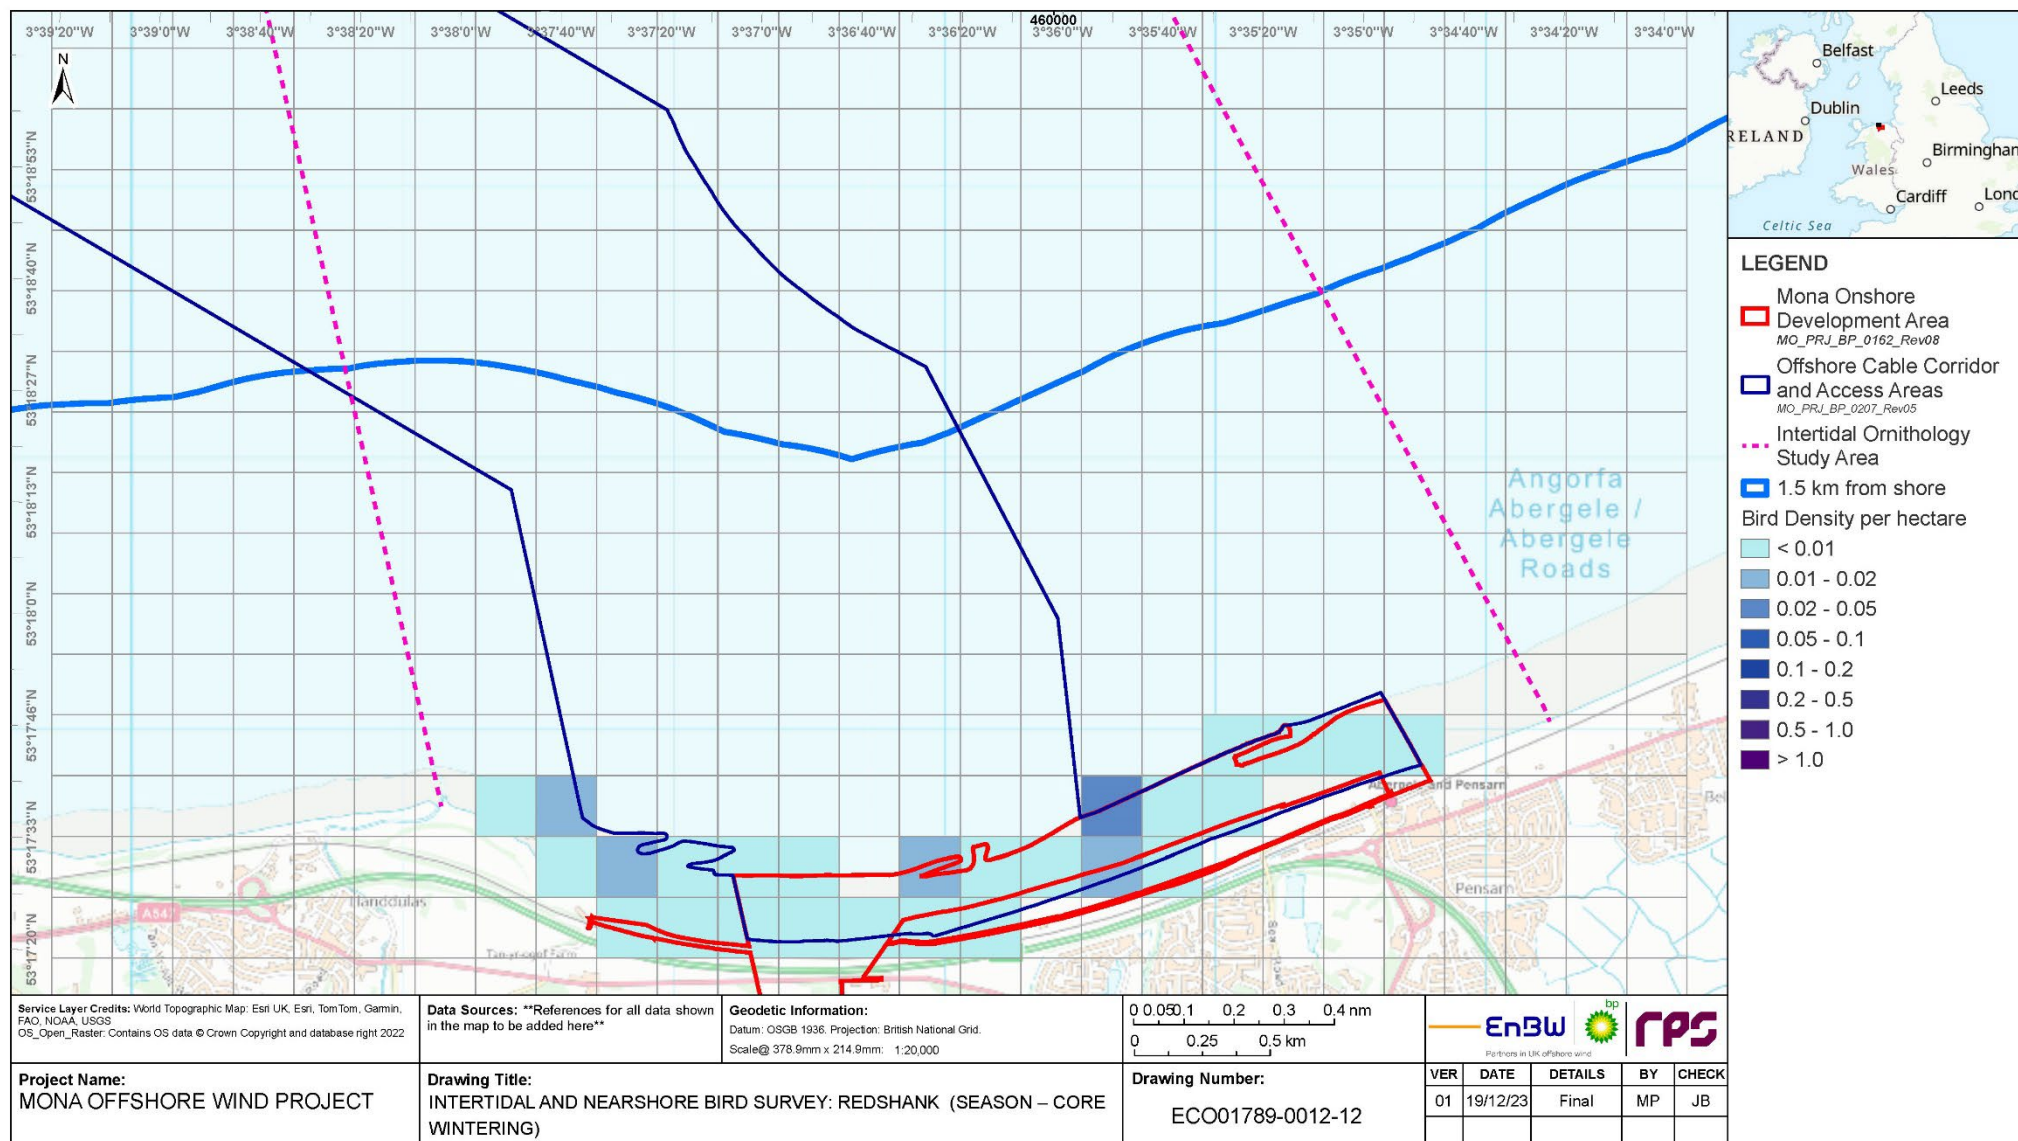 460000
3°39'20"W 3°39'0"W 3°38'40"W 3°38'20"W 3°37'40"W 3°37'20"W 3°37'0"W 3°36'40"W 3°36'20"W 3°36'0"W 3°35'40"W 3°35'20"W 3°35'0"W 3°34'40"W 3°34'20"W 3°34'0"W
N
53°18'53"N
53°18'40"N
53°18'27"N
53°18'13"N
53°18'0"N
53°17'46"N
53°17'33"N
53°17'20"N
Angorfa
Abergele /
Abergele
Roads
Abergele and Pensarn
Pensarn
Llanddulas
A547
Tan-yr-ogof Farm
Belfast
Leeds
Dublin
RELAND
Birmingham
Wales
Cardiff
Lond
Celtic Sea
LEGEND
Mona Onshore
Development Area
MO_PRJ_BP_0162_Rev08
Offshore Cable Corridor
and Access Areas
MO_PRJ_BP_0207_Rev05
Intertidal Ornithology
Study Area
1.5 km from shore
Bird Density per hectare
< 0.01
0.01 - 0.02
0.02 - 0.05
0.05 - 0.1
0.1 - 0.2
0.2 - 0.5
0.5 - 1.0
> 1.0
Service Layer Credits: World Topographic Map: Esri UK, Esri, TomTom, Garmin,
FAO, NOAA, USGS
OS_Open_Raster: Contains OS data © Crown Copyright and database right 2022
Data Sources: **References for all data shown
in the map to be added here**
Geodetic Information:
Datum: OSGB 1936. Projection: British National Grid.
Scale@ 378.9mm x 214.9mm: 1:20,000
0 0.05 0.1 0.2 0.3 0.4 nm
0 0.25 0.5 km
EnBW
bp
rps
Partners in UK offshore wind
Project Name:
MONA OFFSHORE WIND PROJECT
Drawing Title:
INTERTIDAL AND NEARSHORE BIRD SURVEY: REDSHANK (SEASON – CORE
WINTERING)
Drawing Number:
ECO01789-0012-12
VER DATE DETAILS BY CHECK
01 19/12/23 Final MP JB